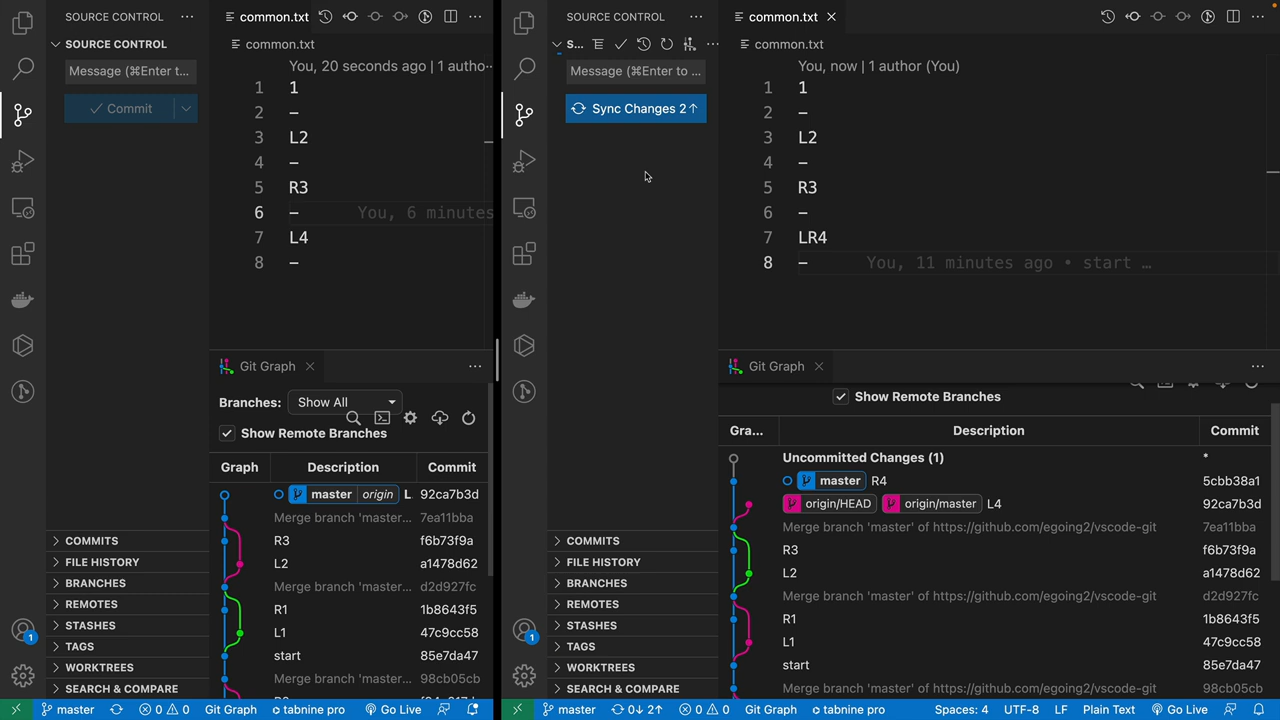 SOURCE CONTROL
SOURCE CONTROL
Message (⌘Enter t...
Commit
COMMITS
FILE HISTORY
BRANCHES
REMOTES
STASHES
TAGS
WORKTREES
SEARCH & COMPARE
1
common.txt
common.txt
You, 20 seconds ago | 1 autho...
1 1
2 –
3 L2
4 –
5 R3
6 – You, 6 minutes
7 L4
8 –
Git Graph
Branches: Show All
Show Remote Branches
Graph Description Commit
master origin L 92ca7b3d
Merge branch 'master... 7ea11bba
R3 f6b73f9a
L2 a1478d62
Merge branch 'master... d2d927fc
R1 1b8643f5
L1 47c9cc58
start 85e7da47
Merge branch 'master... 98cb05cb
master 0 0 Git Graph tabnine pro Go Live
SOURCE CONTROL
S...
Message (⌘Enter to ...
Sync Changes 2↑
COMMITS
FILE HISTORY
BRANCHES
REMOTES
STASHES
TAGS
WORKTREES
SEARCH & COMPARE
1
common.txt
common.txt
You, now | 1 author (You)
1 1
2 –
3 L2
4 –
5 R3
6 –
7 LR4
8 – You, 11 minutes ago • start ...
Git Graph
Show Remote Branches
Gra... Description Commit
Uncommitted Changes (1) *
master R4 5cbb38a1
origin/HEAD origin/master L4 92ca7b3d
Merge branch 'master' of https://github.com/egoing2/vscode-git 7ea11bba
R3 f6b73f9a
L2 a1478d62
Merge branch 'master' of https://github.com/egoing2/vscode-git d2d927fc
R1 1b8643f5
L1 47c9cc58
start 85e7da47
Merge branch 'master' of https://github.com/egoing2/vscode-git 98cb05cb
master 0↓ 2↑ 0 0 Git Graph tabnine pro Spaces: 4 UTF-8 LF Plain Text Go Live